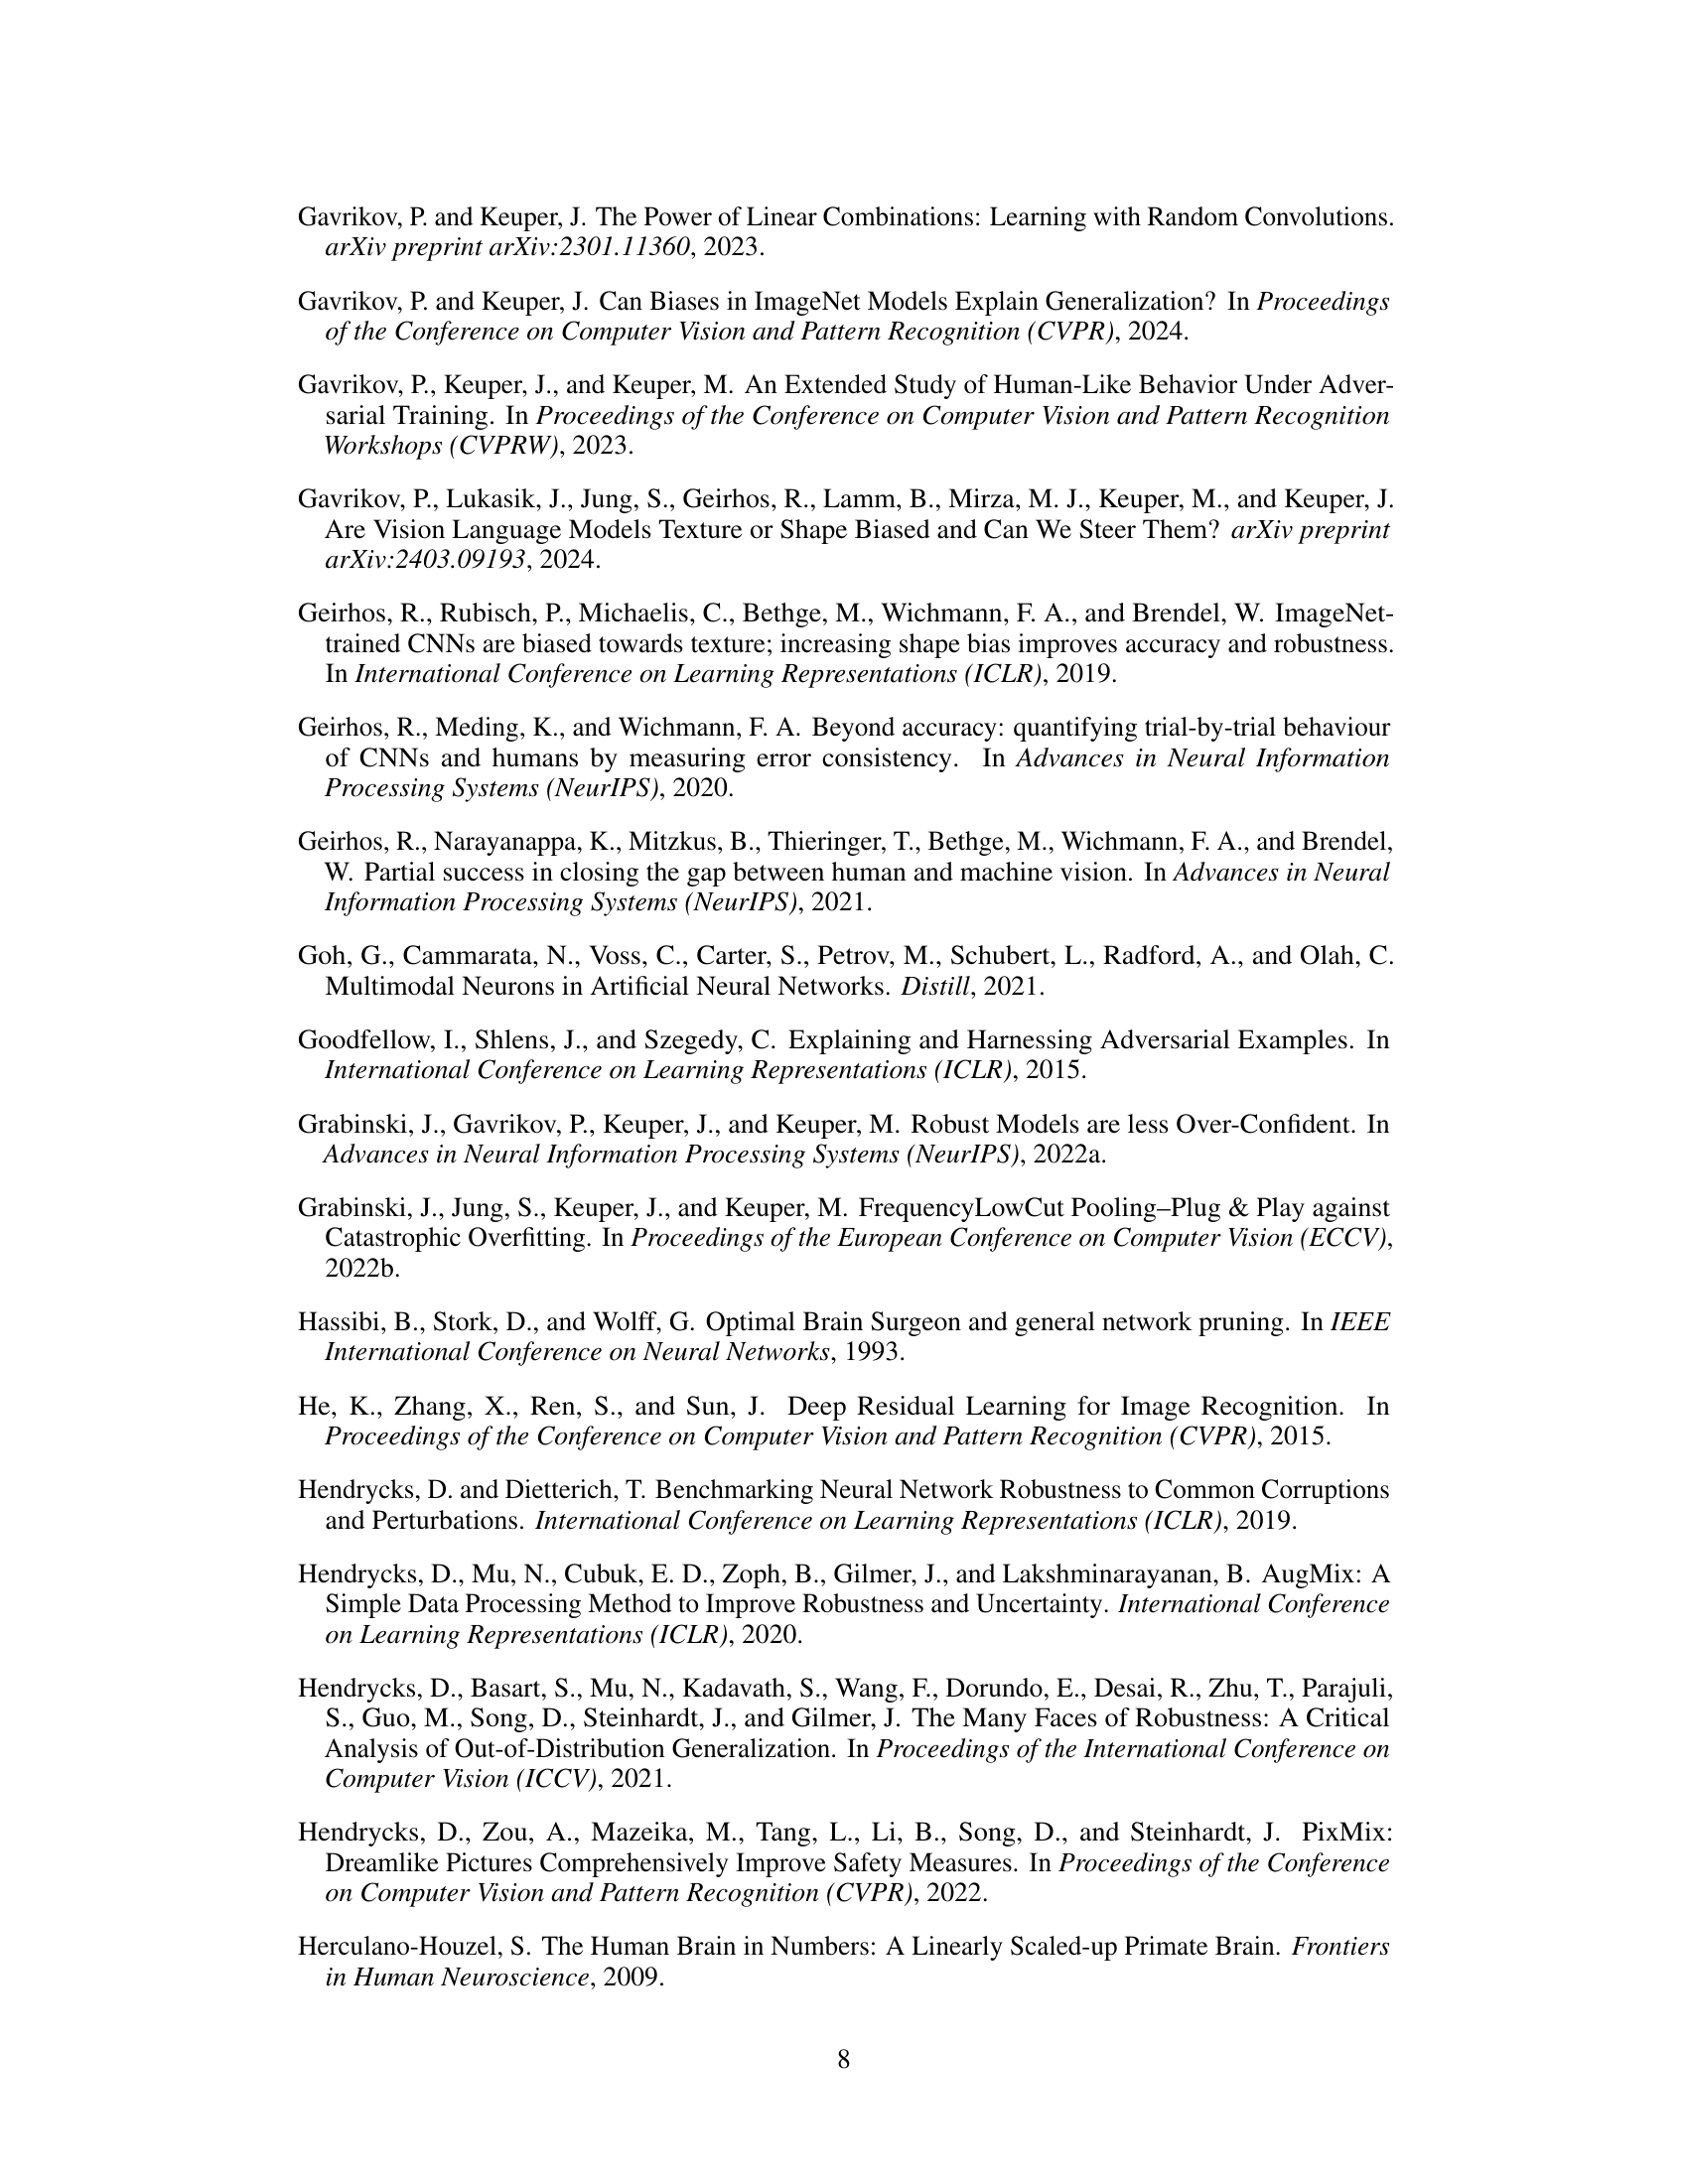 Gavrikov, P. and Keuper, J. The Power of Linear Combinations: Learning with Random Convolutions.
arXiv preprint arXiv:2301.11360, 2023.
Gavrikov, P. and Keuper, J. Can Biases in ImageNet Models Explain Generalization? In Proceedings
of the Conference on Computer Vision and Pattern Recognition (CVPR), 2024.
Gavrikov, P., Keuper, J., and Keuper, M. An Extended Study of Human-Like Behavior Under Adver-
sarial Training. In Proceedings of the Conference on Computer Vision and Pattern Recognition
Workshops (CVPRW), 2023.
Gavrikov, P., Lukasik, J., Jung, S., Geirhos, R., Lamm, B., Mirza, M. J., Keuper, M., and Keuper, J.
Are Vision Language Models Texture or Shape Biased and Can We Steer Them? arXiv preprint
arXiv:2403.09193, 2024.
Geirhos, R., Rubisch, P., Michaelis, C., Bethge, M., Wichmann, F. A., and Brendel, W. ImageNet-
trained CNNs are biased towards texture; increasing shape bias improves accuracy and robustness.
In International Conference on Learning Representations (ICLR), 2019.
Geirhos, R., Meding, K., and Wichmann, F. A. Beyond accuracy: quantifying trial-by-trial behaviour
of CNNs and humans by measuring error consistency. In Advances in Neural Information
Processing Systems (NeurIPS), 2020.
Geirhos, R., Narayanappa, K., Mitzkus, B., Thieringer, T., Bethge, M., Wichmann, F. A., and Brendel,
W. Partial success in closing the gap between human and machine vision. In Advances in Neural
Information Processing Systems (NeurIPS), 2021.
Goh, G., Cammarata, N., Voss, C., Carter, S., Petrov, M., Schubert, L., Radford, A., and Olah, C.
Multimodal Neurons in Artificial Neural Networks. Distill, 2021.
Goodfellow, I., Shlens, J., and Szegedy, C. Explaining and Harnessing Adversarial Examples. In
International Conference on Learning Representations (ICLR), 2015.
Grabinski, J., Gavrikov, P., Keuper, J., and Keuper, M. Robust Models are less Over-Confident. In
Advances in Neural Information Processing Systems (NeurIPS), 2022a.
Grabinski, J., Jung, S., Keuper, J., and Keuper, M. FrequencyLowCut Pooling–Plug & Play against
Catastrophic Overfitting. In Proceedings of the European Conference on Computer Vision (ECCV),
2022b.
Hassibi, B., Stork, D., and Wolff, G. Optimal Brain Surgeon and general network pruning. In IEEE
International Conference on Neural Networks, 1993.
He, K., Zhang, X., Ren, S., and Sun, J. Deep Residual Learning for Image Recognition. In
Proceedings of the Conference on Computer Vision and Pattern Recognition (CVPR), 2015.
Hendrycks, D. and Dietterich, T. Benchmarking Neural Network Robustness to Common Corruptions
and Perturbations. International Conference on Learning Representations (ICLR), 2019.
Hendrycks, D., Mu, N., Cubuk, E. D., Zoph, B., Gilmer, J., and Lakshminarayanan, B. AugMix: A
Simple Data Processing Method to Improve Robustness and Uncertainty. International Conference
on Learning Representations (ICLR), 2020.
Hendrycks, D., Basart, S., Mu, N., Kadavath, S., Wang, F., Dorundo, E., Desai, R., Zhu, T., Parajuli,
S., Guo, M., Song, D., Steinhardt, J., and Gilmer, J. The Many Faces of Robustness: A Critical
Analysis of Out-of-Distribution Generalization. In Proceedings of the International Conference on
Computer Vision (ICCV), 2021.
Hendrycks, D., Zou, A., Mazeika, M., Tang, L., Li, B., Song, D., and Steinhardt, J. PixMix:
Dreamlike Pictures Comprehensively Improve Safety Measures. In Proceedings of the Conference
on Computer Vision and Pattern Recognition (CVPR), 2022.
Herculano-Houzel, S. The Human Brain in Numbers: A Linearly Scaled-up Primate Brain. Frontiers
in Human Neuroscience, 2009.
8